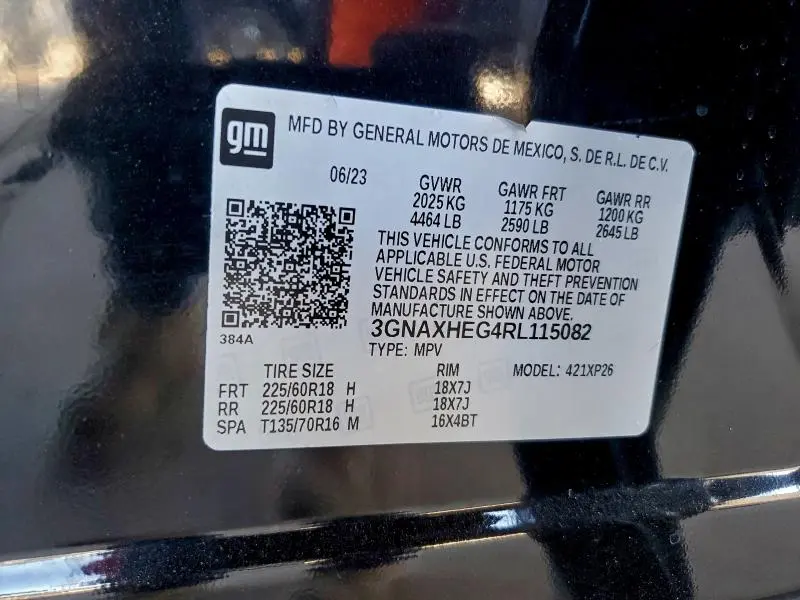 gm
MFD BY GENERAL MOTORS DE MEXICO, S. DE R.L. DE C.V.
06/23 GVWR GAWR FRT GAWR RR
2025 KG 1175 KG 1200 KG
4464 LB 2590 LB 2645 LB
THIS VEHICLE CONFORMS TO ALL
APPLICABLE U.S. FEDERAL MOTOR
VEHICLE SAFETY AND THEFT PREVENTION
STANDARDS IN EFFECT ON THE DATE OF
MANUFACTURE SHOWN ABOVE.
384A 3GNAXHEG4RL115082
TYPE: MPV
TIRE SIZE RIM MODEL: 421XP26
FRT 225/60R18 H 18X7J
RR 225/60R18 H 18X7J
SPA T135/70R16 M 16X4BT